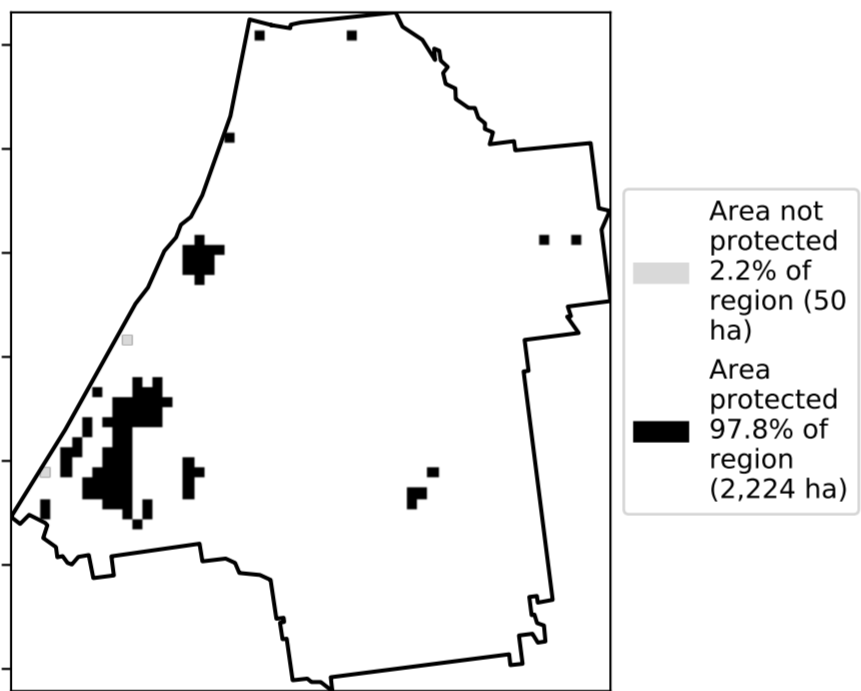 Area not
protected
2.2% of
region (50
ha)
Area
protected
97.8% of
region
(2,224 ha)